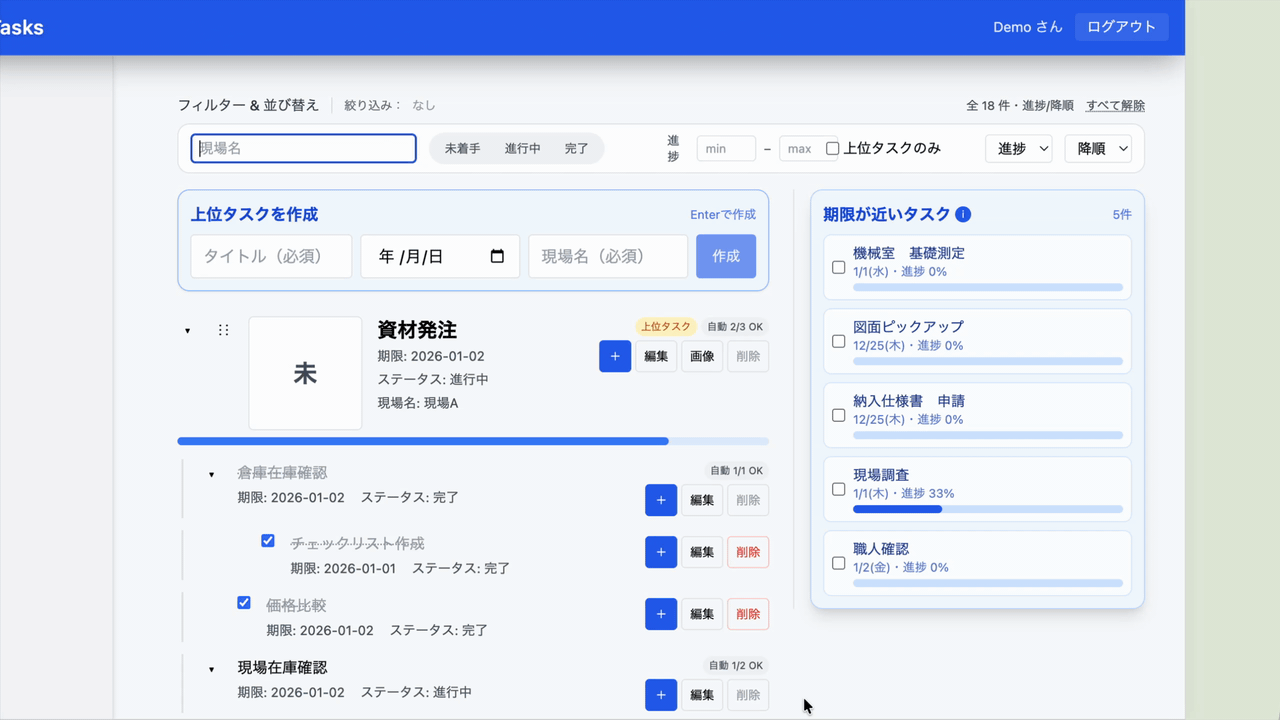 asks
Demo さん
ログアウト
フィルター & 並び替え
絞り込み： なし
全 18 件・進捗/降順 すべて解除
現場名
未着手 進行中 完了
進捗
min – max
上位タスクのみ
進捗
降順
上位タスクを作成
Enterで作成
タイトル（必須）
年 /月/日
現場名（必須）
作成
未
資材発注
期限: 2026-01-02
ステータス: 進行中
現場名: 現場A
上位タスク 自動 2/3 OK
+ 編集 画像 削除
倉庫在庫確認
期限: 2026-01-02 ステータス: 完了
自動 1/1 OK
+ 編集 削除
チェックリスト作成
期限: 2026-01-01 ステータス: 完了
+ 編集 削除
価格比較
期限: 2026-01-02 ステータス: 完了
+ 編集 削除
現場在庫確認
期限: 2026-01-02 ステータス: 進行中
自動 1/2 OK
+ 編集 削除
期限が近いタスク i
5件
機械室　基礎測定
1/1(水)・進捗 0%
図面ピックアップ
12/25(木)・進捗 0%
納入仕様書　申請
12/25(木)・進捗 0%
現場調査
1/1(木)・進捗 33%
職人確認
1/2(金)・進捗 0%